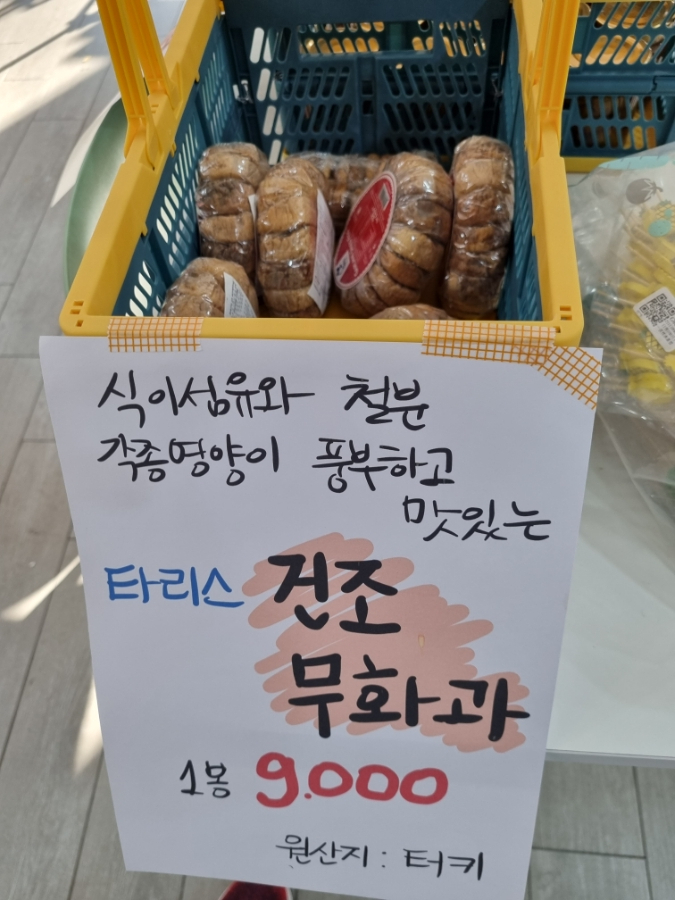 식이섬유와 철분
각종영양이 풍부하고
맛있는
타리스 건조
무화과
1봉 9.000
원산지 : 터키